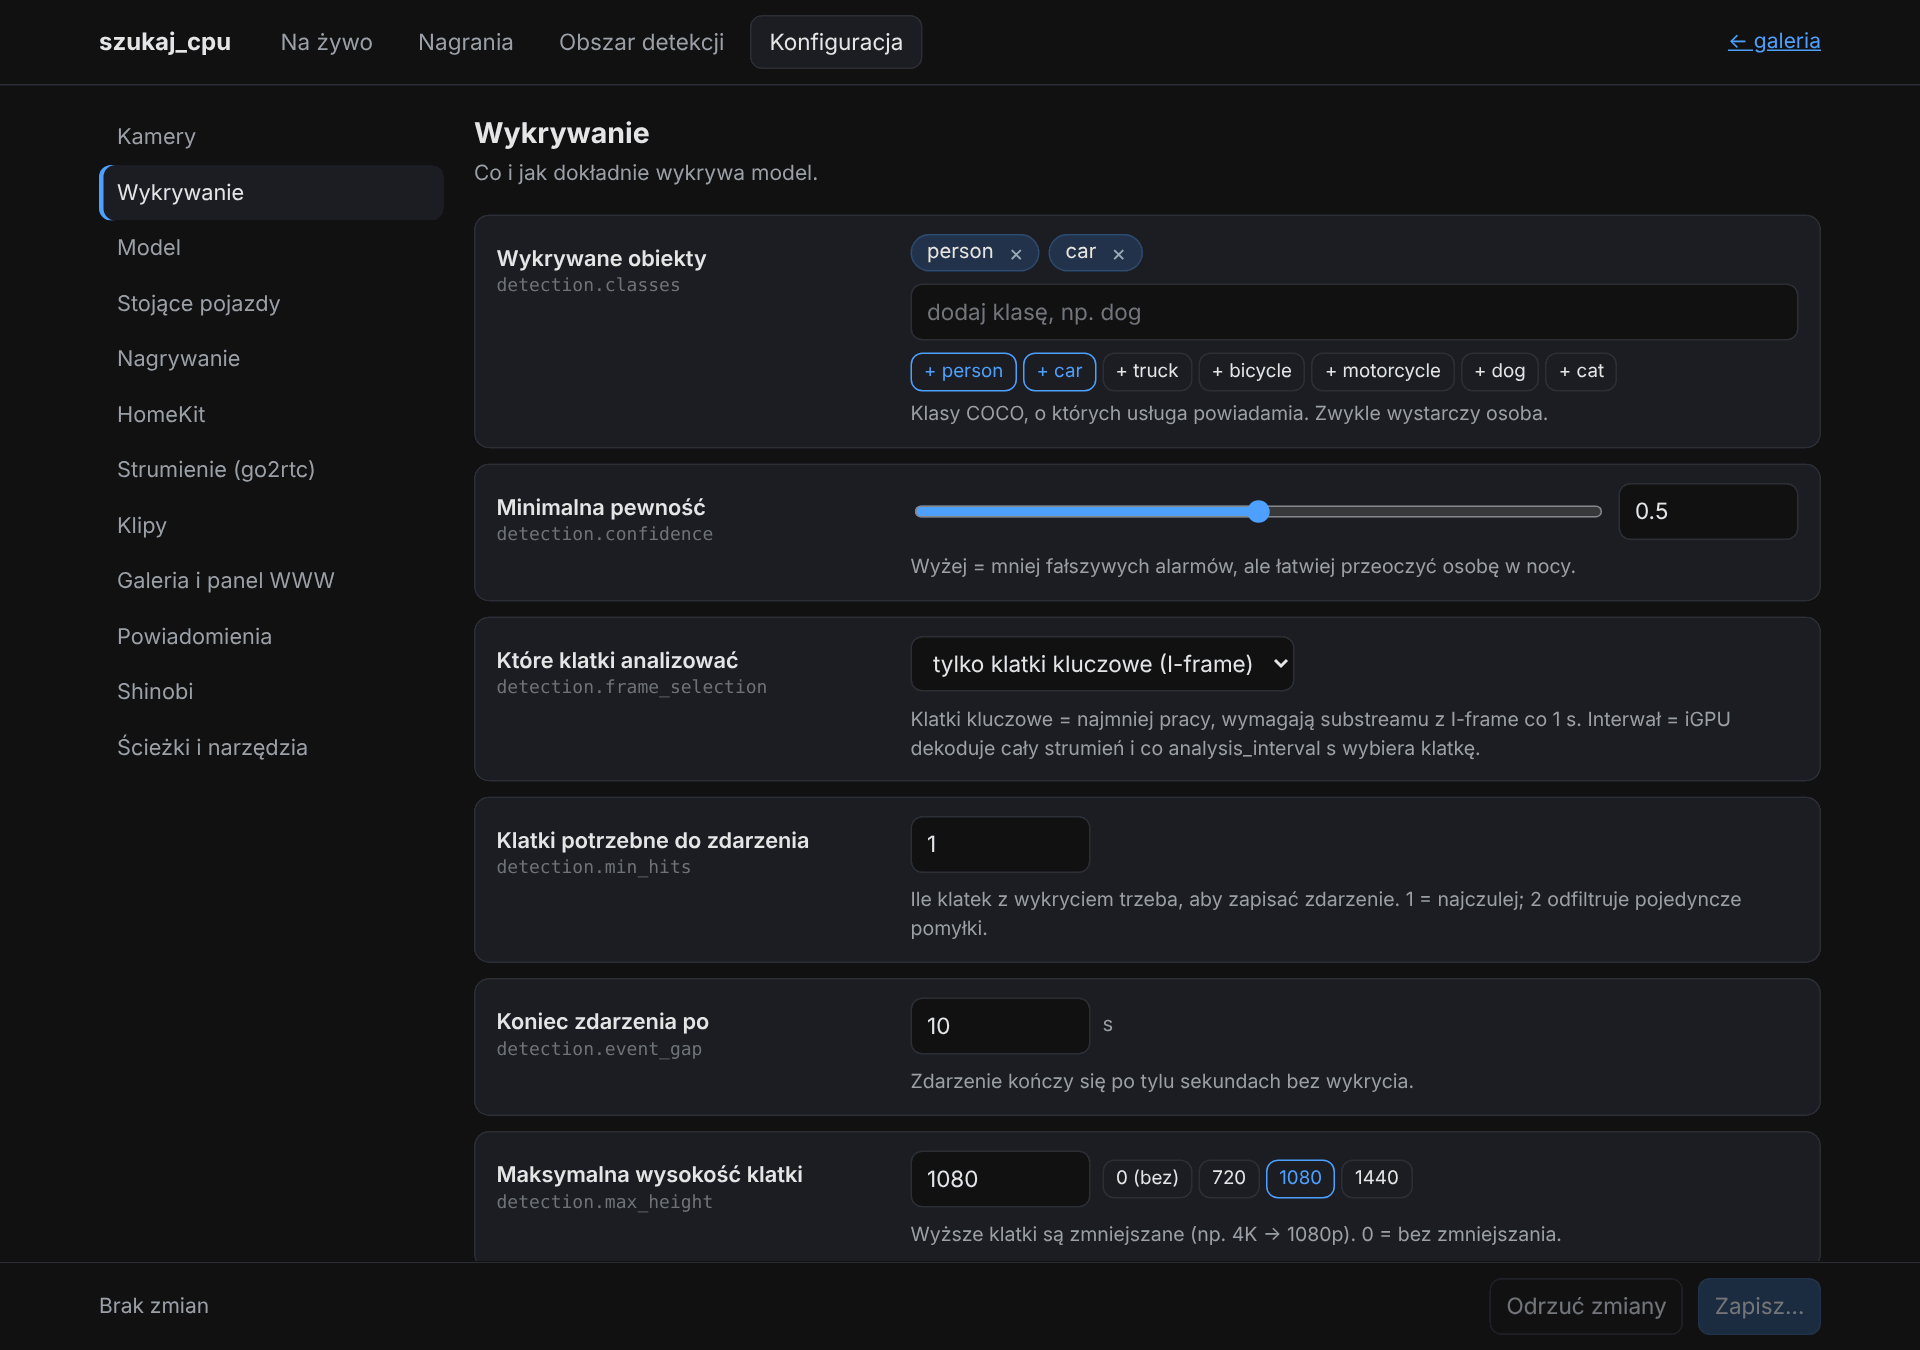 szukaj_cpu
Na żywo
Nagrania
Obszar detekcji
Konfiguracja
← galeria
Kamery
Wykrywanie
Model
Stojące pojazdy
Nagrywanie
HomeKit
Strumienie (go2rtc)
Klipy
Galeria i panel WWW
Powiadomienia
Shinobi
Ścieżki i narzędzia
Wykrywanie
Co i jak dokładnie wykrywa model.
Wykrywane obiekty
detection.classes
person ×
car ×
dodaj klasę, np. dog
+ person
+ car
+ truck
+ bicycle
+ motorcycle
+ dog
+ cat
Klasy COCO, o których usługa powiadamia. Zwykle wystarczy osoba.
Minimalna pewność
detection.confidence
0.5
Wyżej = mniej fałszywych alarmów, ale łatwiej przeoczyć osobę w nocy.
Które klatki analizować
detection.frame_selection
tylko klatki kluczowe (I-frame)
Klatki kluczowe = najmniej pracy, wymagają substreamu z I-frame co 1 s. Interwał = iGPU
dekoduje cały strumień i co analysis_interval s wybiera klatkę.
Klatki potrzebne do zdarzenia
detection.min_hits
1
Ile klatek z wykryciem trzeba, aby zapisać zdarzenie. 1 = najczulej; 2 odfiltruje pojedyncze
pomyłki.
Koniec zdarzenia po
detection.event_gap
10
s
Zdarzenie kończy się po tylu sekundach bez wykrycia.
Maksymalna wysokość klatki
detection.max_height
1080
0 (bez)
720
1080
1440
Wyższe klatki są zmniejszane (np. 4K → 1080p). 0 = bez zmniejszania.
Brak zmian
Odrzuć zmiany
Zapisz...